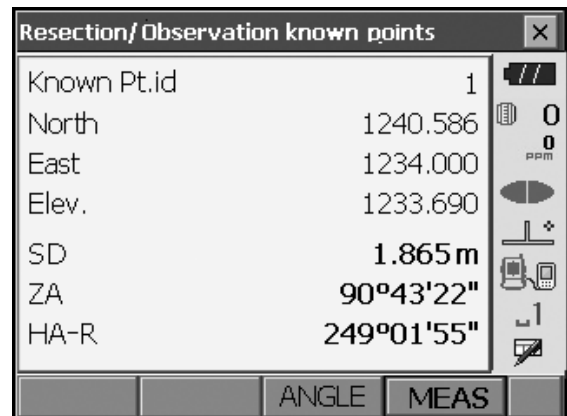 Resection/Observation known points
Known Pt.id 1
North 1240.586
East 1234.000
Elev. 1233.690
SD 1.865m
ZA 90°43'22"
HA-R 249°01'55"
0
0
PPM
1
ANGLE MEAS